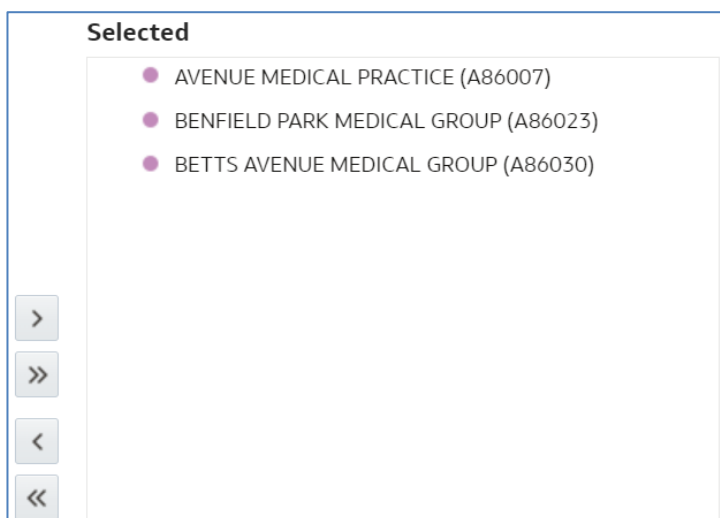 Selected
AVENUE MEDICAL PRACTICE (A86007)
BENFIELD PARK MEDICAL GROUP (A86023)
BETTS AVENUE MEDICAL GROUP (A86030)